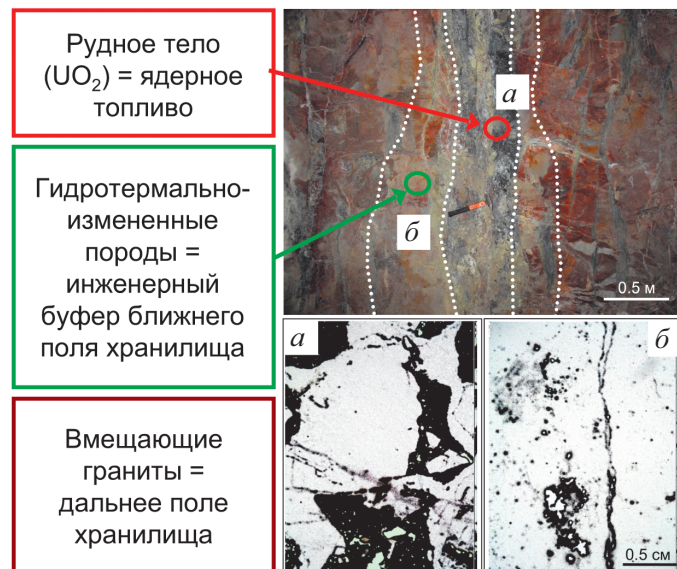 Рудное тело
(UO₂) = ядерное
топливо
Гидротермально-
измененные
породы =
инженерный
буфер ближнего
поля хранилища
Вмещающие
граниты =
дальнее поле
хранилища
а
б
0.5 м
а
б
0.5 см